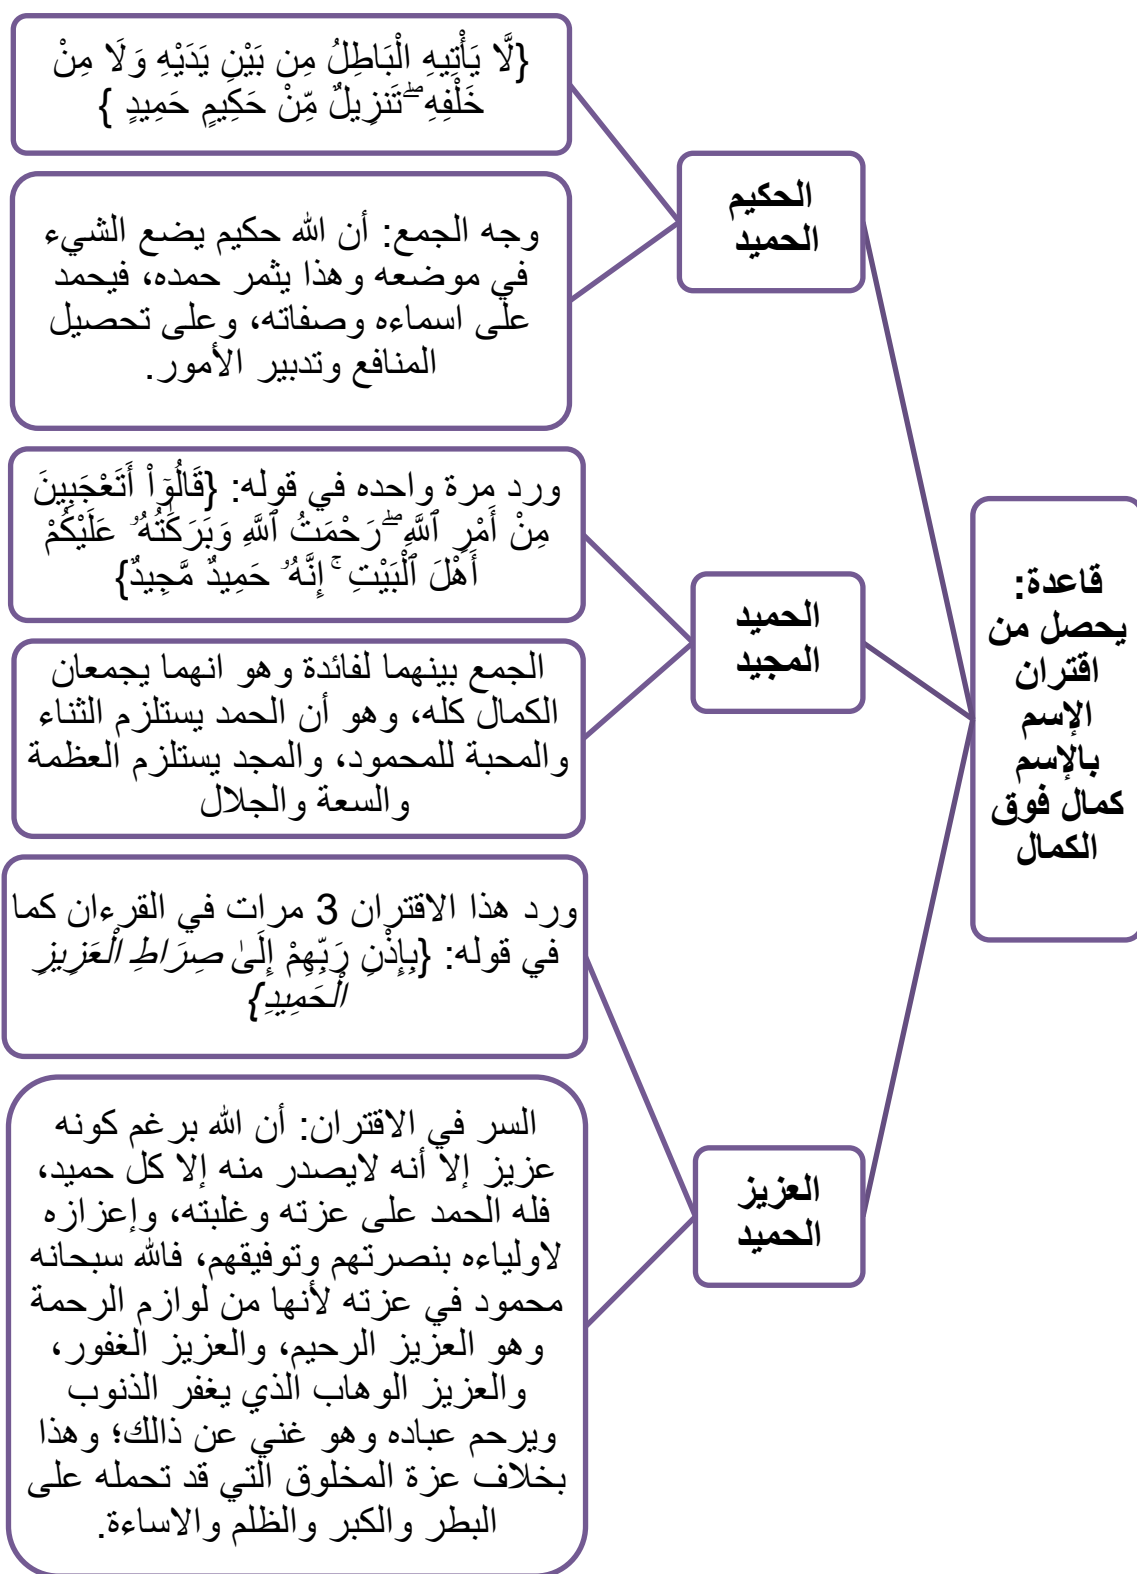 قاعدة:
يحصل من
اقتران
الإسم
بالإسم
كمال فوق
الكمال
الحكيم
الحميد
{لَّا يَأْتِيهِ الْبَاطِلُ مِن بَيْنِ يَدَيْهِ وَلَا مِنْ
خَلْفِهِ ۖ تَنزِيلٌ مِّنْ حَكِيمٍ حَمِيدٍ }
وجه الجمع: أن الله حكيم يضع الشيء
في موضعه وهذا يثمر حمده، فيحمد
على اسماءه وصفاته، وعلى تحصيل
المنافع وتدبير الأمور.
الحميد
المجيد
ورد مرة واحده في قوله: {قَالُوٓا۟ أَتَعْجَبِينَ
مِنْ أَمْرِ ٱللَّهِ ۖ رَحْمَتُ ٱللَّهِ وَبَرَكَٰتُهُۥ عَلَيْكُمْ
أَهْلَ ٱلْبَيْتِ ۚ إِنَّهُۥ حَمِيدٌ مَّجِيدٌ}
الجمع بينهما لفائدة وهو انهما يجمعان
الكمال كله، وهو أن الحمد يستلزم الثناء
والمحبة للمحمود، والمجد يستلزم العظمة
والسعة والجلال
العزيز
الحميد
ورد هذا الاقتران 3 مرات في القرءان كما
في قوله: {بِإِذْنِ رَبِّهِمْ إِلَىٰ صِرَاطِ الْعَزِيزِ
الْحَمِيدِ}
السر في الاقتران: أن الله برغم كونه
عزيز إلا أنه لايصدر منه إلا كل حميد،
فله الحمد على عزته وغلبته، وإعزازه
لاولياءه بنصرتهم وتوفيقهم، فالله سبحانه
محمود في عزته لأنها من لوازم الرحمة
وهو العزيز الرحيم، والعزيز الغفور،
والعزيز الوهاب الذي يغفر الذنوب
ويرحم عباده وهو غني عن ذالك؛ وهذا
بخلاف عزة المخلوق التي قد تحمله على
البطر والكبر والظلم والاساءة.